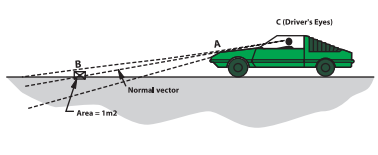 C (Driver's Eyes)
A
B
Normal vector
Area = 1m2